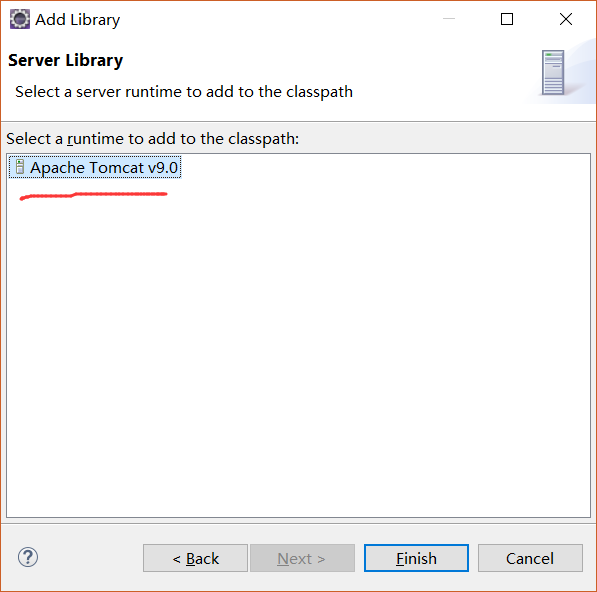 Add Library
Server Library
Select a server runtime to add to the classpath
Select a runtime to add to the classpath:
Apache Tomcat v9.0
?
< Back
Next >
Finish
Cancel